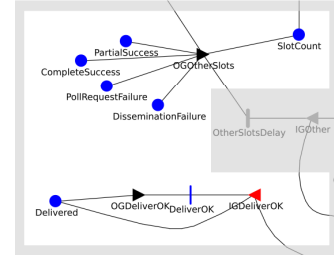 SlotCount
PartialSuccess
OGOtherSlots
CompleteSuccess
PollRequestFailure
DisseminationFailure
OtherSlotsDelay
IGOther
Delivered
OGDeliverOK
DeliverOK
IGDeliverOK